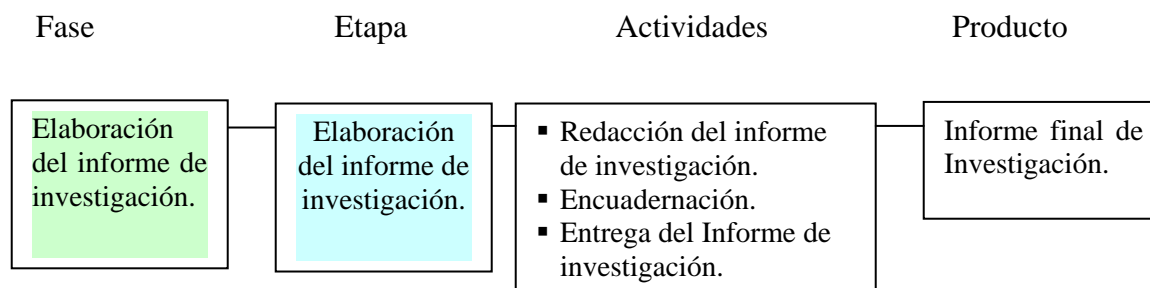 Fase Etapa Actividades Producto
Elaboración
del informe de
investigación.
Elaboración
del informe de
investigación.
▪ Redacción del informe
de investigación.
▪ Encuadernación.
▪ Entrega del Informe de
investigación.
Informe final de
Investigación.